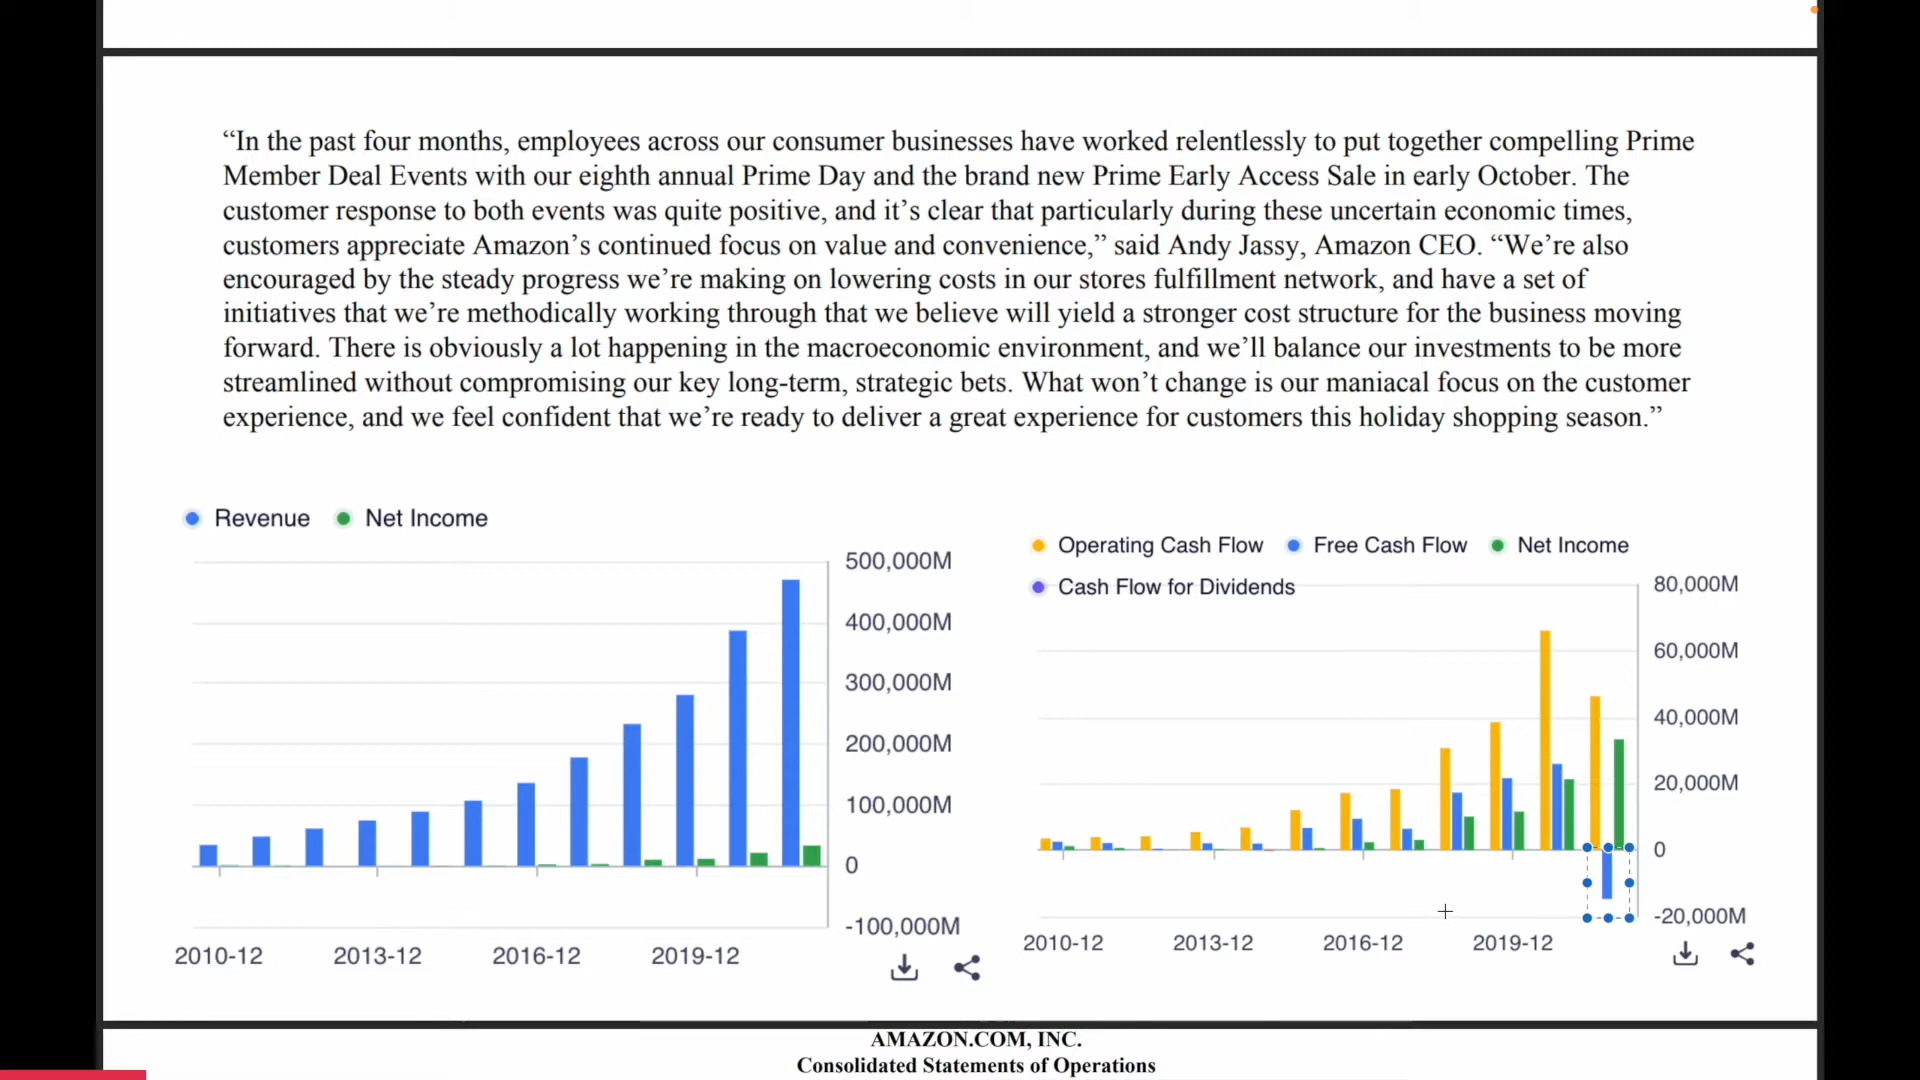 “In the past four months, employees across our consumer businesses have worked relentlessly to put together compelling Prime
Member Deal Events with our eighth annual Prime Day and the brand new Prime Early Access Sale in early October. The
customer response to both events was quite positive, and it’s clear that particularly during these uncertain economic times,
customers appreciate Amazon’s continued focus on value and convenience,” said Andy Jassy, Amazon CEO. “We’re also
encouraged by the steady progress we’re making on lowering costs in our stores fulfillment network, and have a set of
initiatives that we’re methodically working through that we believe will yield a stronger cost structure for the business moving
forward. There is obviously a lot happening in the macroeconomic environment, and we’ll balance our investments to be more
streamlined without compromising our key long-term, strategic bets. What won’t change is our maniacal focus on the customer
experience, and we feel confident that we’re ready to deliver a great experience for customers this holiday shopping season.”
Revenue Net Income
500,000M
400,000M
300,000M
200,000M
100,000M
0
-100,000M
2010-12 2013-12 2016-12 2019-12
Operating Cash Flow Free Cash Flow Net Income
Cash Flow for Dividends
80,000M
60,000M
40,000M
20,000M
0
-20,000M
2010-12 2013-12 2016-12 2019-12
AMAZON.COM, INC.
Consolidated Statements of Operations